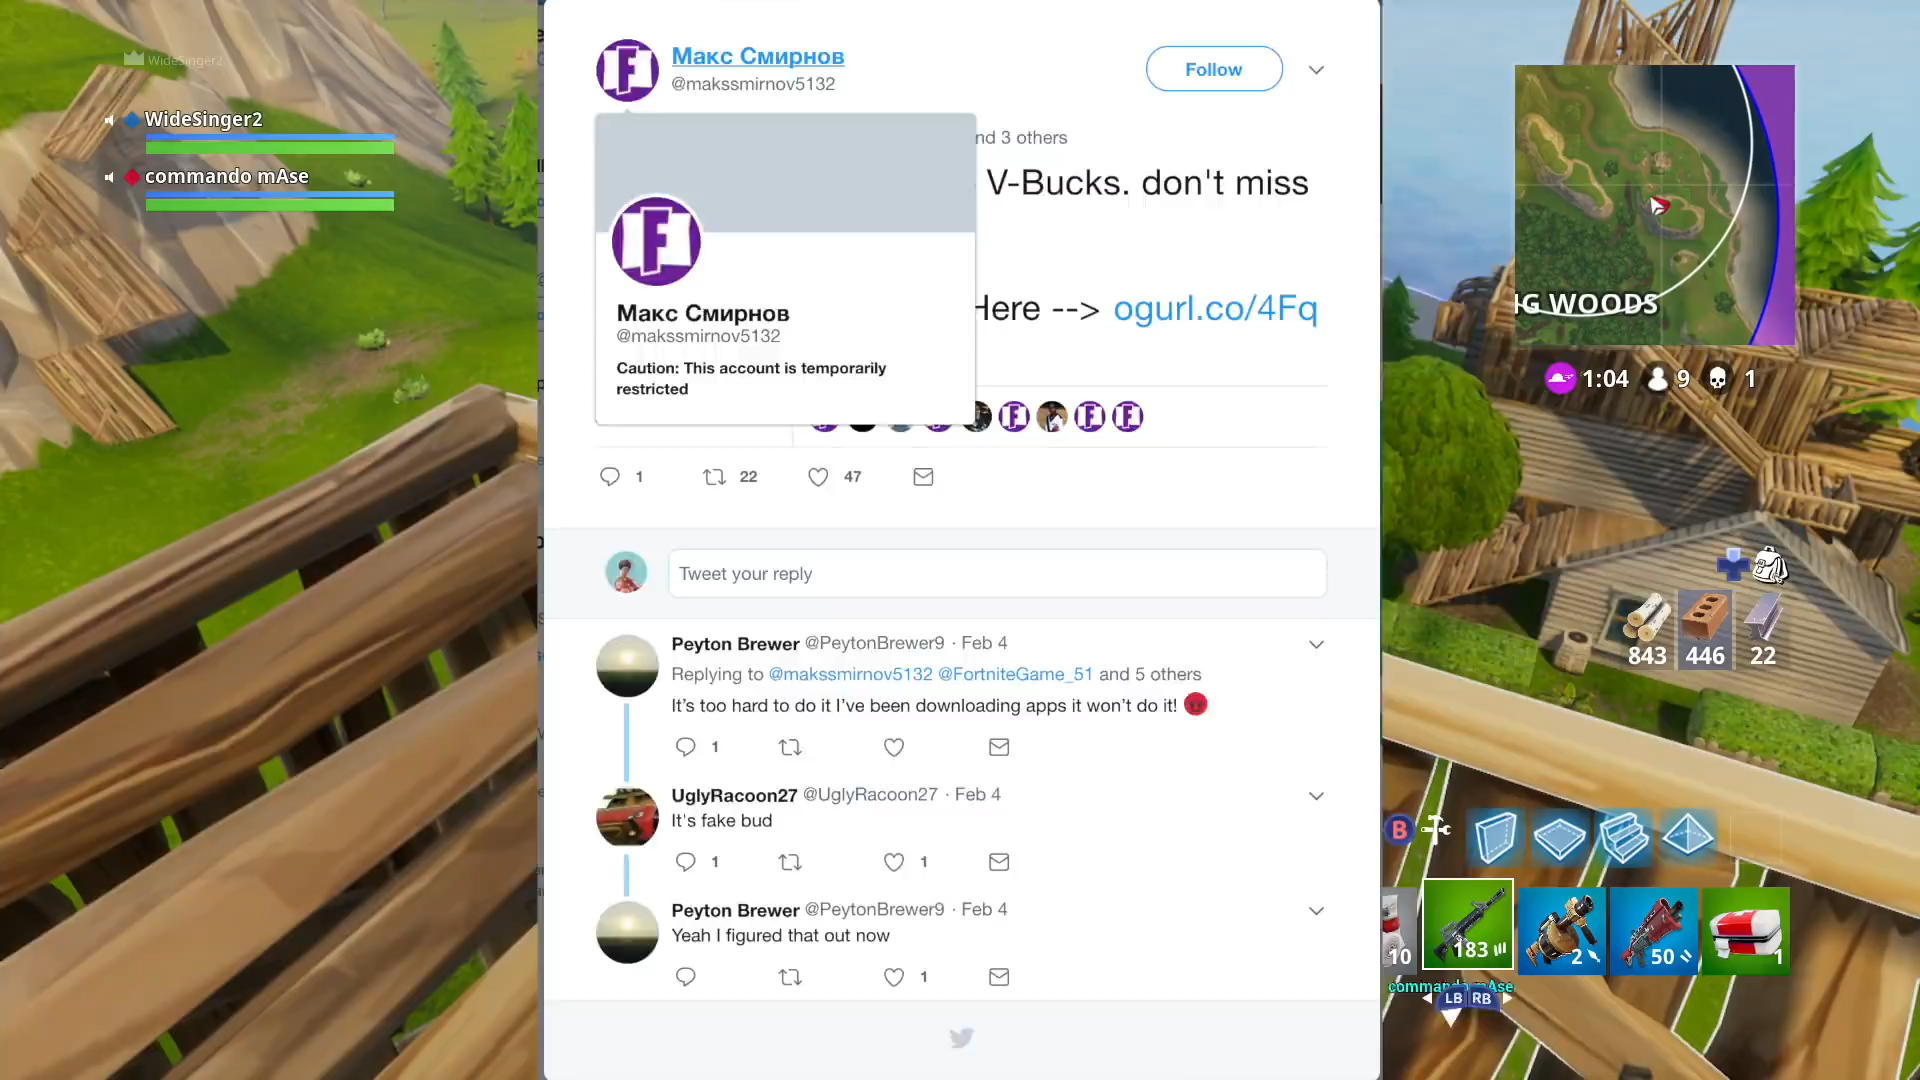 WideSinger2
WideSinger2
commando mAse
Макс Смирнов
@makssmirnov5132
Follow
nd 3 others
V-Bucks. don't miss
Here --> ogurl.co/4Fq
Макс Смирнов
@makssmirnov5132
Caution: This account is temporarily
restricted
1 22 47
Tweet your reply
Peyton Brewer @PeytonBrewer9 · Feb 4
Replying to @makssmirnov5132 @FortniteGame_51 and 5 others
It’s too hard to do it I’ve been downloading apps it won’t do it!
1
UglyRacoon27 @UglyRacoon27 · Feb 4
It's fake bud
1 1
Peyton Brewer @PeytonBrewer9 · Feb 4
Yeah I figured that out now
1
G WOODS
1:04 9 1
843 446 22
B
10 183 2 50 1
commando mAse
LB RB